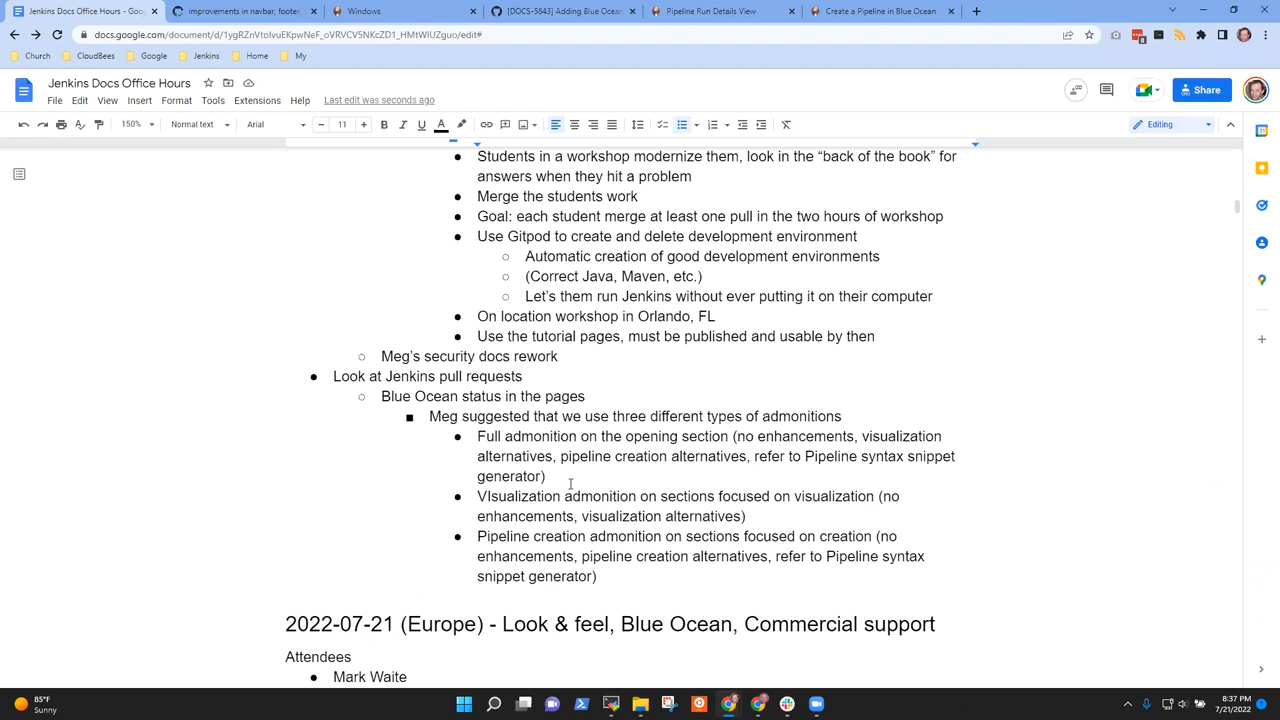 Jenkins Docs Office Hours - Goo
improvements in navbar, footer,
Windows
[DOCS-5843] Adding Blue Ocean
Pipeline Run Details View
Create a Pipeline in Blue Ocean
docs.google.com/document/d/1ygRZnVtoIvuEKpwNeF_oVRVCV5NKcZD1_HMtWIUZguo/edit#
Church
CloudBees
Google
Jenkins
Home
My
Jenkins Docs Office Hours
File Edit View Insert Format Tools Extensions Help Last edit was seconds ago
Share
150% Normal text Arial 11 Editing
Students in a workshop modernize them, look in the “back of the book” for
answers when they hit a problem
Merge the students work
Goal: each student merge at least one pull in the two hours of workshop
Use Gitpod to create and delete development environment
Automatic creation of good development environments
(Correct Java, Maven, etc.)
Let’s them run Jenkins without ever putting it on their computer
On location workshop in Orlando, FL
Use the tutorial pages, must be published and usable by then
Meg’s security docs rework
Look at Jenkins pull requests
Blue Ocean status in the pages
Meg suggested that we use three different types of admonitions
Full admonition on the opening section (no enhancements, visualization
alternatives, pipeline creation alternatives, refer to Pipeline syntax snippet
generator)
VIsualization admonition on sections focused on visualization (no
enhancements, visualization alternatives)
Pipeline creation admonition on sections focused on creation (no
enhancements, pipeline creation alternatives, refer to Pipeline syntax
snippet generator)
2022-07-21 (Europe) - Look & feel, Blue Ocean, Commercial support
Attendees
Mark Waite
85°F
Sunny
8:37 PM
7/21/2022